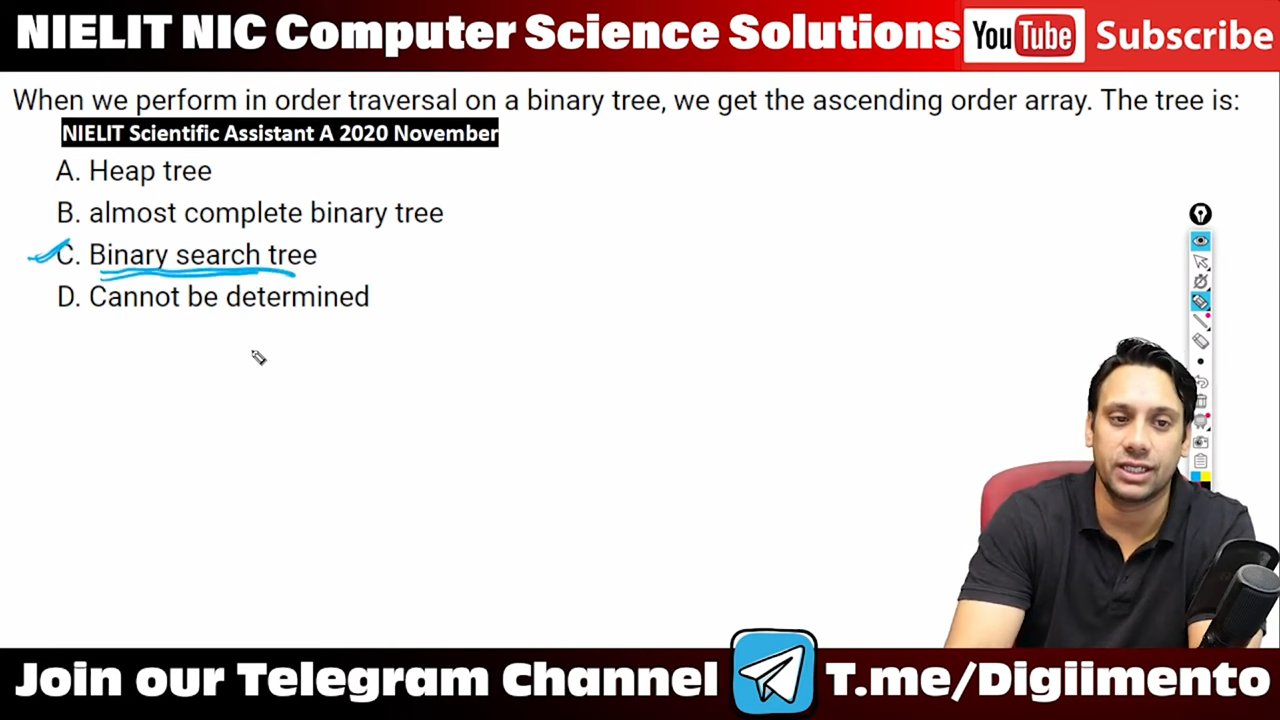 NIELIT NIC Computer Science Solutions YouTube Subscribe
When we perform in order traversal on a binary tree, we get the ascending order array. The tree is:
NIELIT Scientific Assistant A 2020 November
A. Heap tree
B. almost complete binary tree
C. Binary search tree
D. Cannot be determined
Join our Telegram Channel T.me/Digiimento